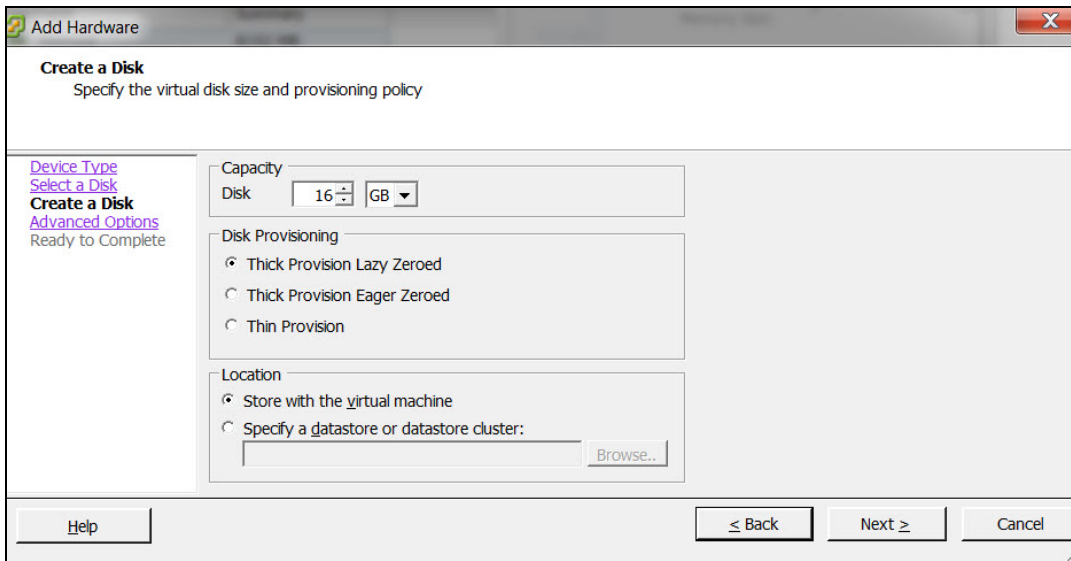 Summary
Add Hardware
Create a Disk
Specify the virtual disk size and provisioning policy
Device Type
Select a Disk
Create a Disk
Advanced Options
Ready to Complete
Capacity
Disk 16 GB
Disk Provisioning
Thick Provision Lazy Zeroed
Thick Provision Eager Zeroed
Thin Provision
Location
Store with the virtual machine
Specify a datastore or datastore cluster:
Browse..
Help
< Back
Next >
Cancel